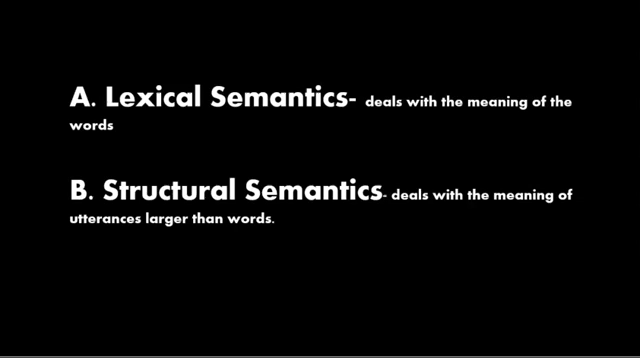 A. Lexical Semantics- deals with the meaning of the
words
B. Structural Semantics- deals with the meaning of
utterances larger than words.